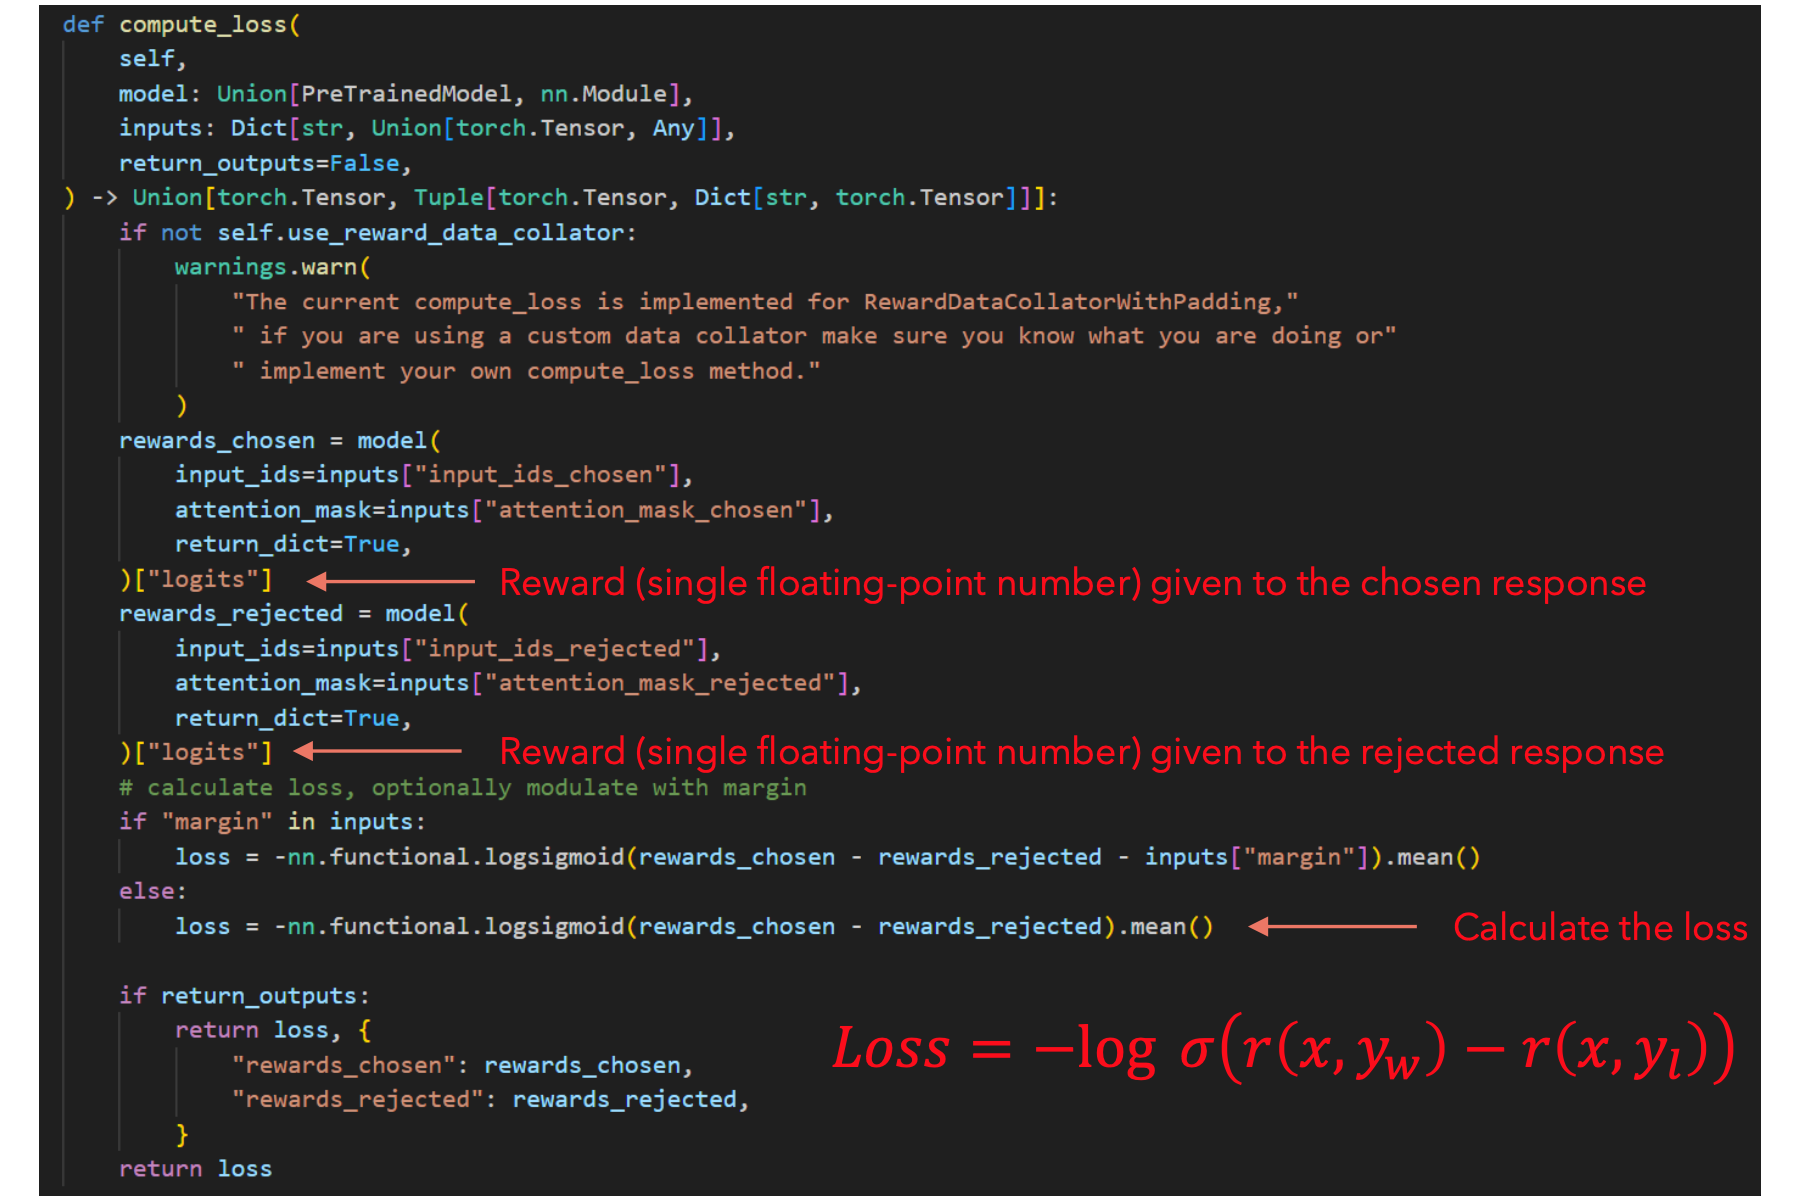 def compute_loss(
    self,
    model: Union[PreTrainedModel, nn.Module],
    inputs: Dict[str, Union[torch.Tensor, Any]],
    return_outputs=False,
) -> Union[torch.Tensor, Tuple[torch.Tensor, Dict[str, torch.Tensor]]]:
    if not self.use_reward_data_collator:
        warnings.warn(
            "The current compute_loss is implemented for RewardDataCollatorWithPadding,"
            " if you are using a custom data collator make sure you know what you are doing or"
            " implement your own compute_loss method."
        )
    rewards_chosen = model(
        input_ids=inputs["input_ids_chosen"],
        attention_mask=inputs["attention_mask_chosen"],
        return_dict=True,
    )["logits"] Reward (single floating-point number) given to the chosen response
    rewards_rejected = model(
        input_ids=inputs["input_ids_rejected"],
        attention_mask=inputs["attention_mask_rejected"],
        return_dict=True,
    )["logits"] Reward (single floating-point number) given to the rejected response
    # calculate loss, optionally modulate with margin
    if "margin" in inputs:
        loss = -nn.functional.logsigmoid(rewards_chosen - rewards_rejected - inputs["margin"]).mean()
    else:
        loss = -nn.functional.logsigmoid(rewards_chosen - rewards_rejected).mean() Calculate the loss
    if return_outputs:
        return loss, {
            "rewards_chosen": rewards_chosen,
            "rewards_rejected": rewards_rejected,
        }
    return loss
Loss = −log σ(r(x, y_w) − r(x, y_l))